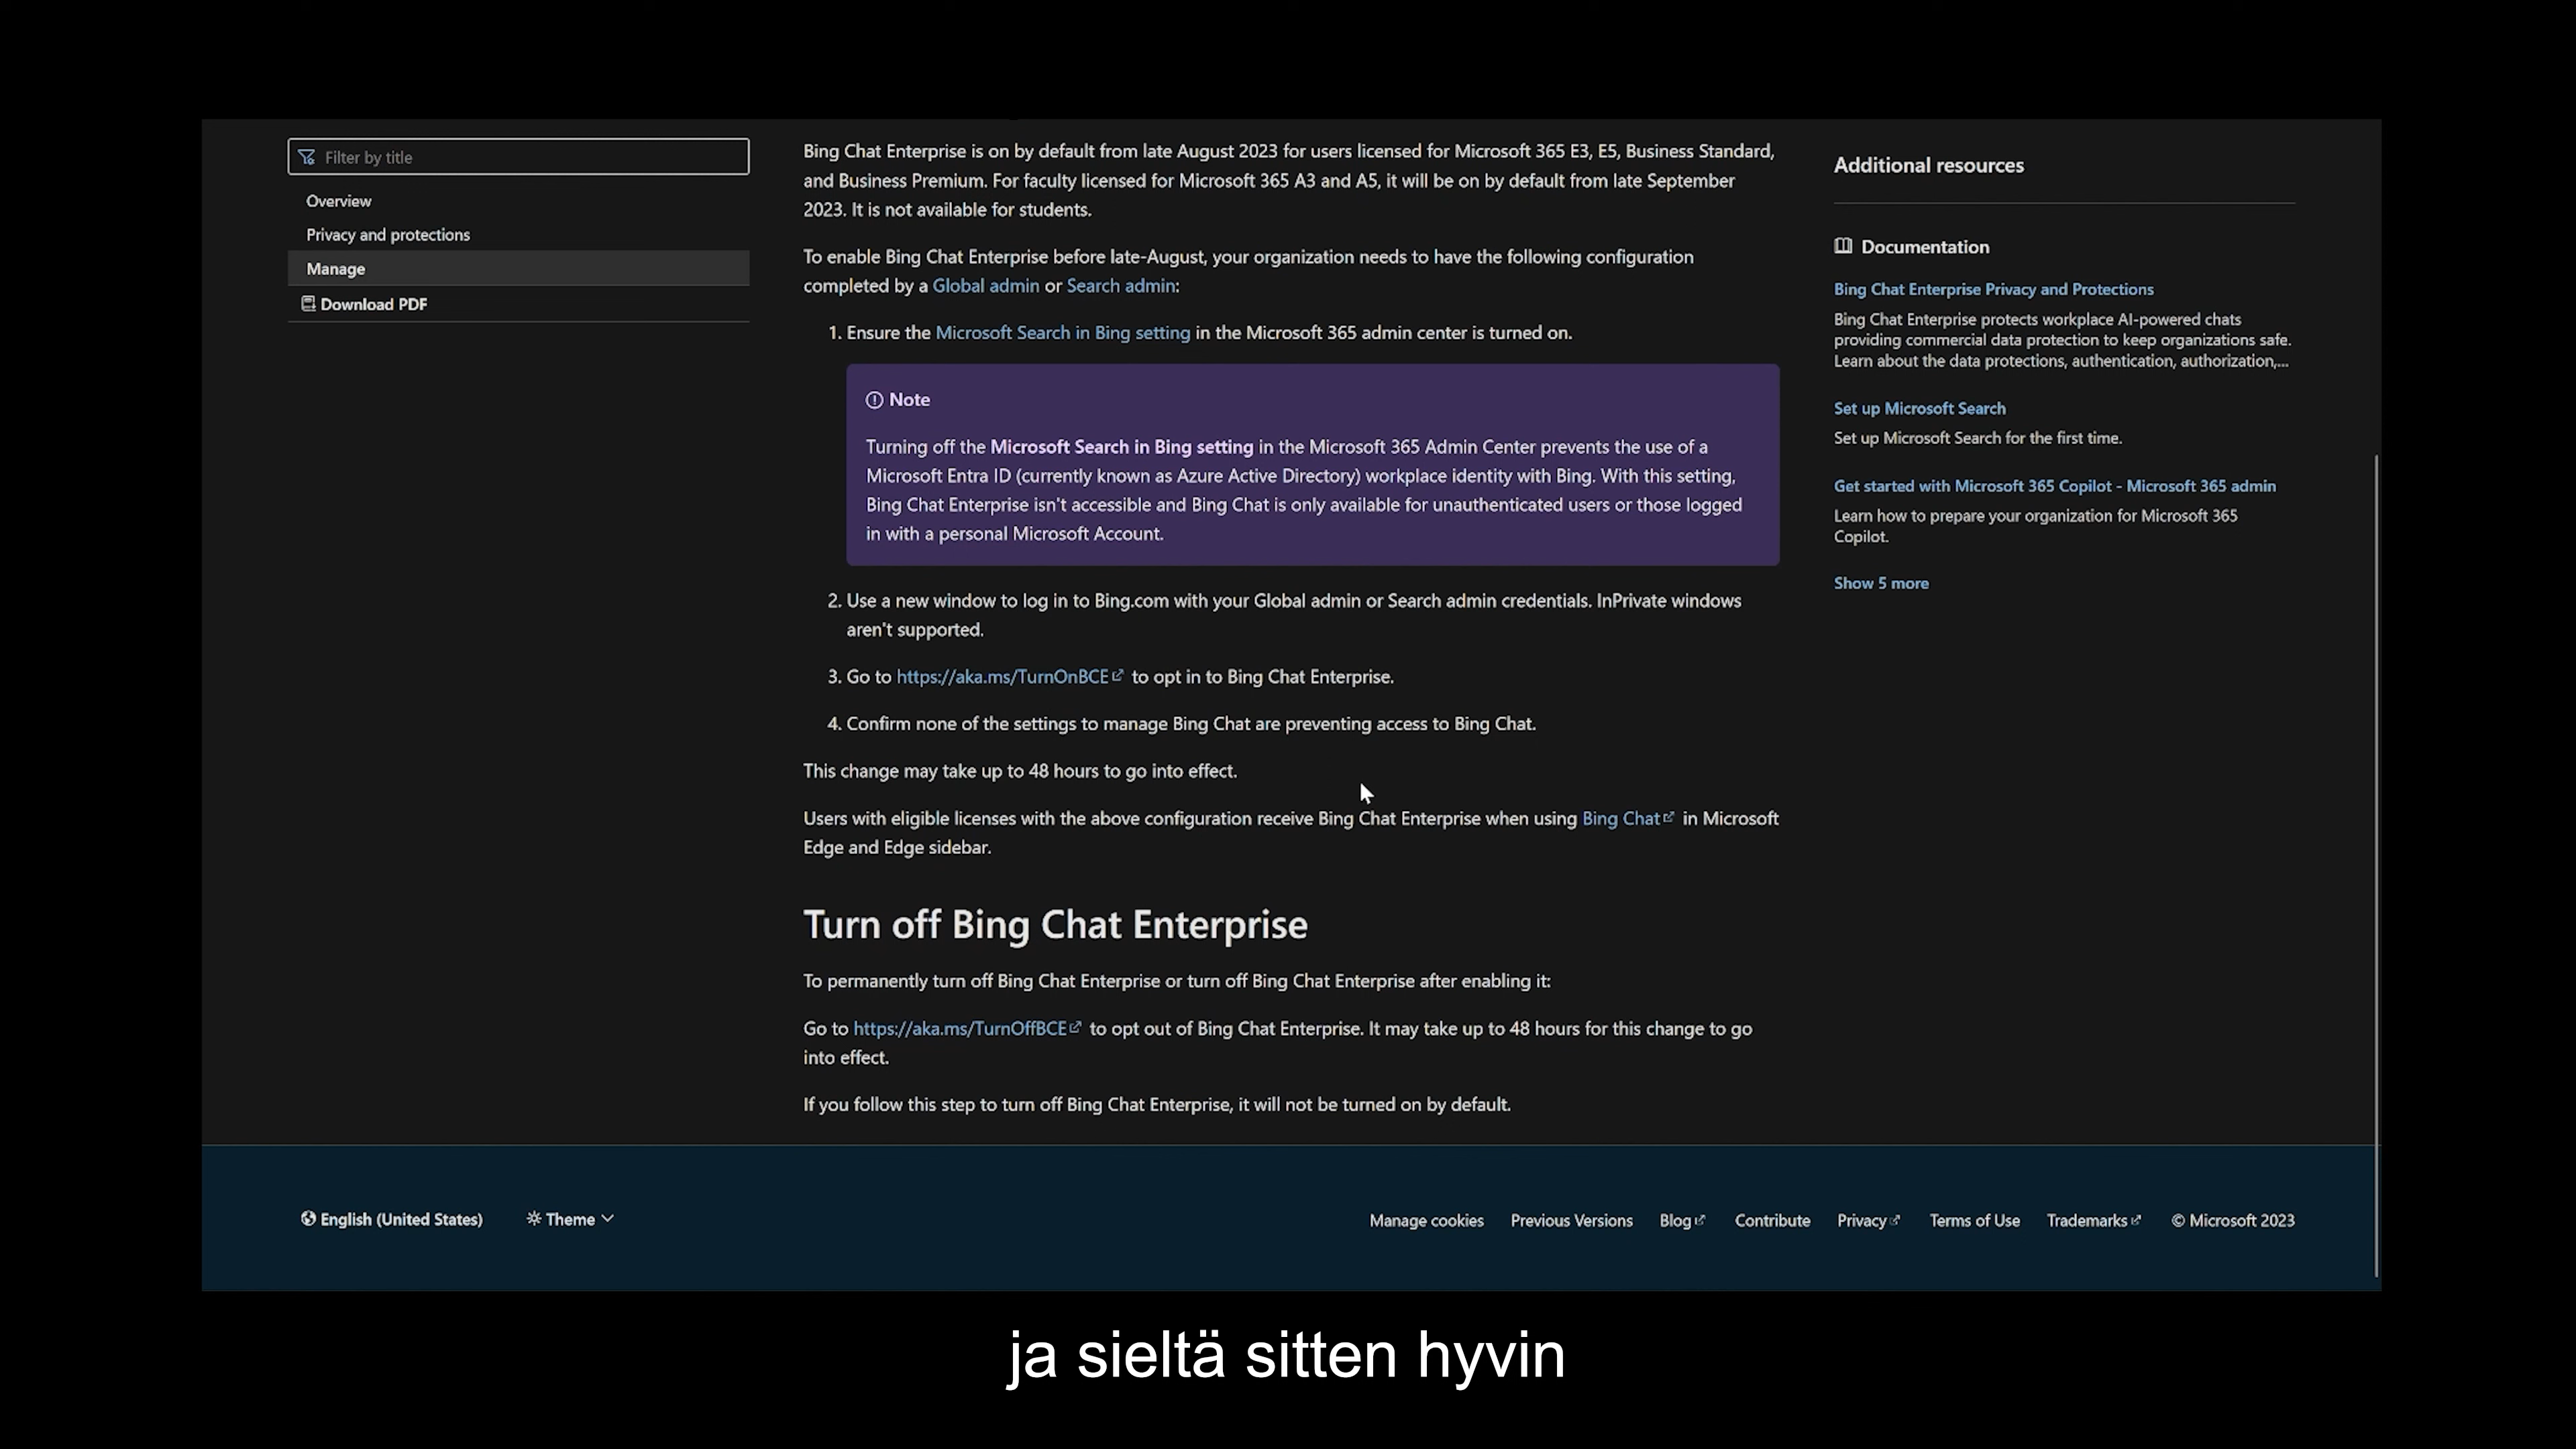 Filter by title
Overview
Privacy and protections
Manage
Download PDF
Bing Chat Enterprise is on by default from late August 2023 for users licensed for Microsoft 365 E3, E5, Business Standard,
and Business Premium. For faculty licensed for Microsoft 365 A3 and A5, it will be on by default from late September
2023. It is not available for students.
To enable Bing Chat Enterprise before late-August, your organization needs to have the following configuration
completed by a Global admin or Search admin:
1. Ensure the Microsoft Search in Bing setting in the Microsoft 365 admin center is turned on.
Note
Turning off the Microsoft Search in Bing setting in the Microsoft 365 Admin Center prevents the use of a
Microsoft Entra ID (currently known as Azure Active Directory) workplace identity with Bing. With this setting,
Bing Chat Enterprise isn't accessible and Bing Chat is only available for unauthenticated users or those logged
in with a personal Microsoft Account.
2. Use a new window to log in to Bing.com with your Global admin or Search admin credentials. InPrivate windows
aren't supported.
3. Go to https://aka.ms/TurnOnBCE to opt in to Bing Chat Enterprise.
4. Confirm none of the settings to manage Bing Chat are preventing access to Bing Chat.
This change may take up to 48 hours to go into effect.
Users with eligible licenses with the above configuration receive Bing Chat Enterprise when using Bing Chat in Microsoft
Edge and Edge sidebar.
Turn off Bing Chat Enterprise
To permanently turn off Bing Chat Enterprise or turn off Bing Chat Enterprise after enabling it:
Go to https://aka.ms/TurnOffBCE to opt out of Bing Chat Enterprise. It may take up to 48 hours for this change to go
into effect.
If you follow this step to turn off Bing Chat Enterprise, it will not be turned on by default.
Additional resources
Documentation
Bing Chat Enterprise Privacy and Protections
Bing Chat Enterprise protects workplace AI-powered chats
providing commercial data protection to keep organizations safe.
Learn about the data protections, authentication, authorization,...
Set up Microsoft Search
Set up Microsoft Search for the first time.
Get started with Microsoft 365 Copilot - Microsoft 365 admin
Learn how to prepare your organization for Microsoft 365
Copilot.
Show 5 more
English (United States) Theme Manage cookies Previous Versions Blog Contribute Privacy Terms of Use Trademarks © Microsoft 2023
ja sieltä sitten hyvin